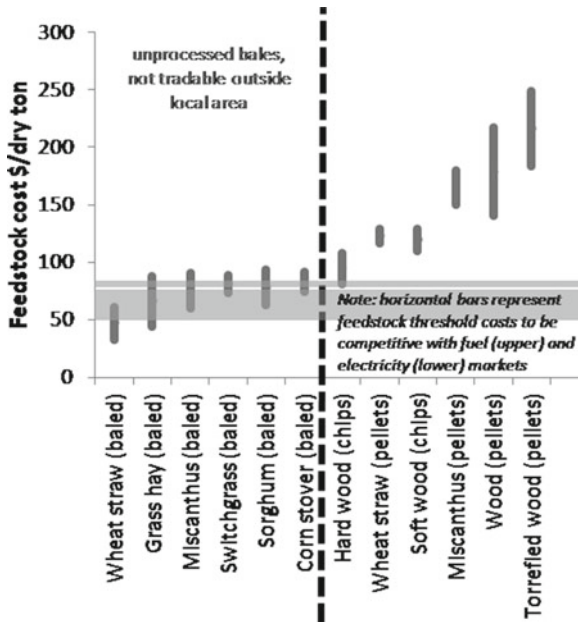 300
250
200
150
100
50
0
Feedstock cost $/dry ton
unprocessed bales,
not tradable outside
local area
Note: horizontal bars represent
feedstock threshold costs to be
competitive with fuel (upper) and
electricity (lower) markets
Wheat straw (baled)
Grass hay (baled)
Miscanthus (baled)
Switchgrass (baled)
Sorghum (baled)
Corn stover (baled)
Hard wood (chips)
Wheat straw (pellets)
Soft wood (chips)
Miscanthus (pellets)
Wood (pellets)
Torrefied wood (pellets)